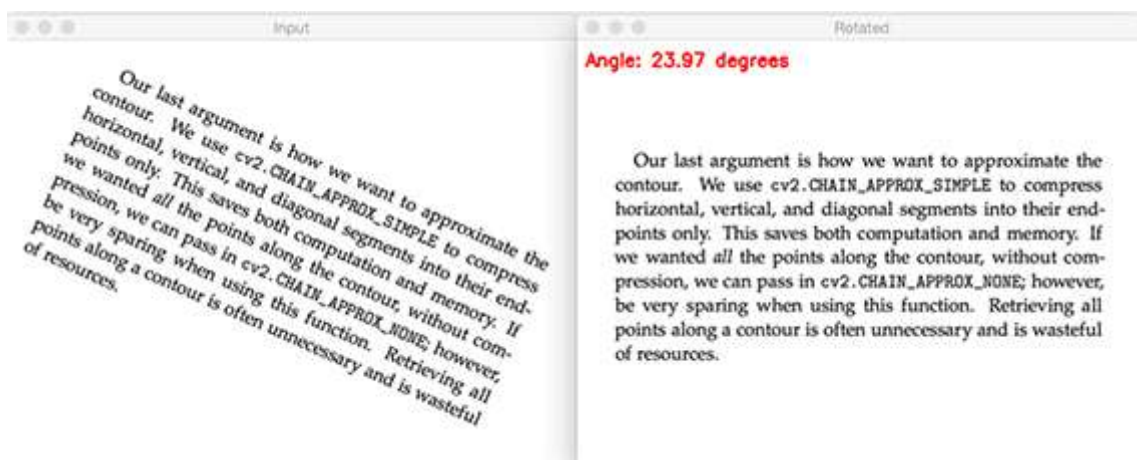 Input
Our last argument is how we want to approximate the
contour. We use cv2.CHAIN_APPROX_SIMPLE to compress
horizontal, vertical, and diagonal segments into their end-
points only. This saves both computation and memory. If
we wanted all the points along the contour, without com-
pression, we can pass in cv2.CHAIN_APPROX_NONE; however,
be very sparing when using this function. Retrieving all
points along a contour is often unnecessary and is wasteful
of resources.
Rotated
Angle: 23.97 degrees
Our last argument is how we want to approximate the
contour. We use cv2.CHAIN_APPROX_SIMPLE to compress
horizontal, vertical, and diagonal segments into their end-
points only. This saves both computation and memory. If
we wanted all the points along the contour, without com-
pression, we can pass in cv2.CHAIN_APPROX_NONE; however,
be very sparing when using this function. Retrieving all
points along a contour is often unnecessary and is wasteful
of resources.